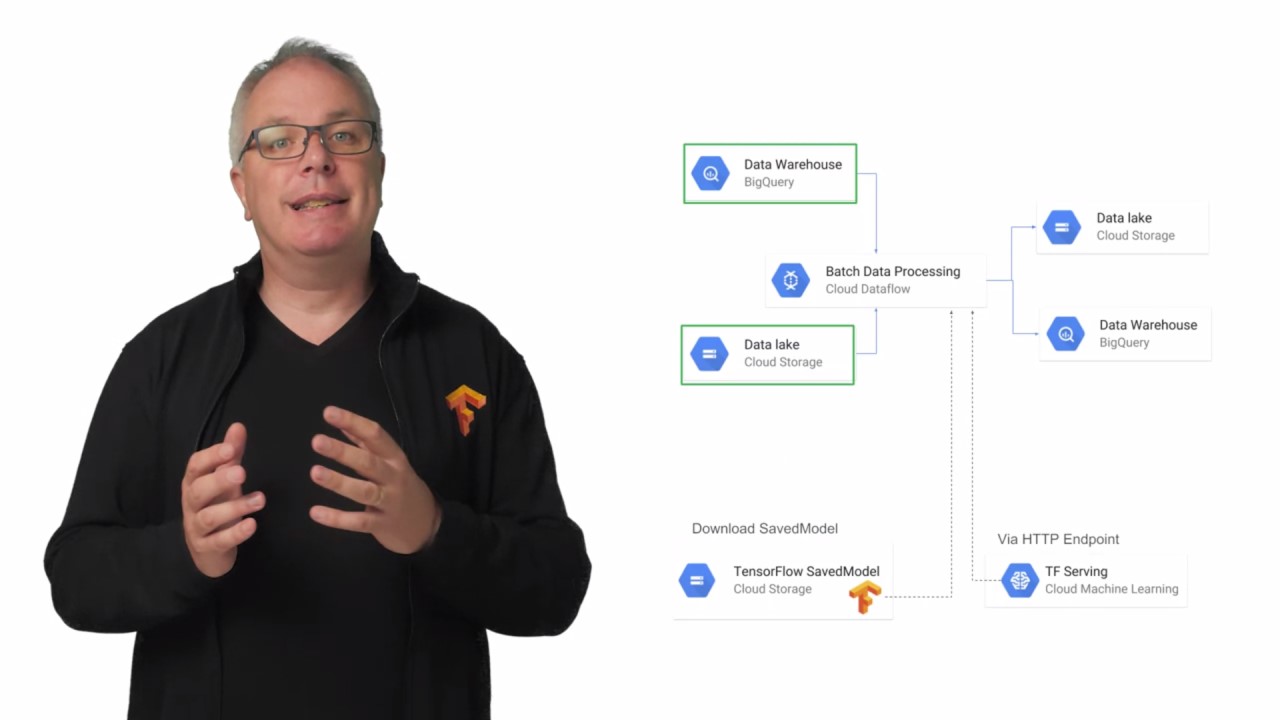 Data Warehouse
BigQuery
Data lake
Cloud Storage
Batch Data Processing
Cloud Dataflow
Data lake
Cloud Storage
Data Warehouse
BigQuery
Download SavedModel
TensorFlow SavedModel
Cloud Storage
Via HTTP Endpoint
TF Serving
Cloud Machine Learning